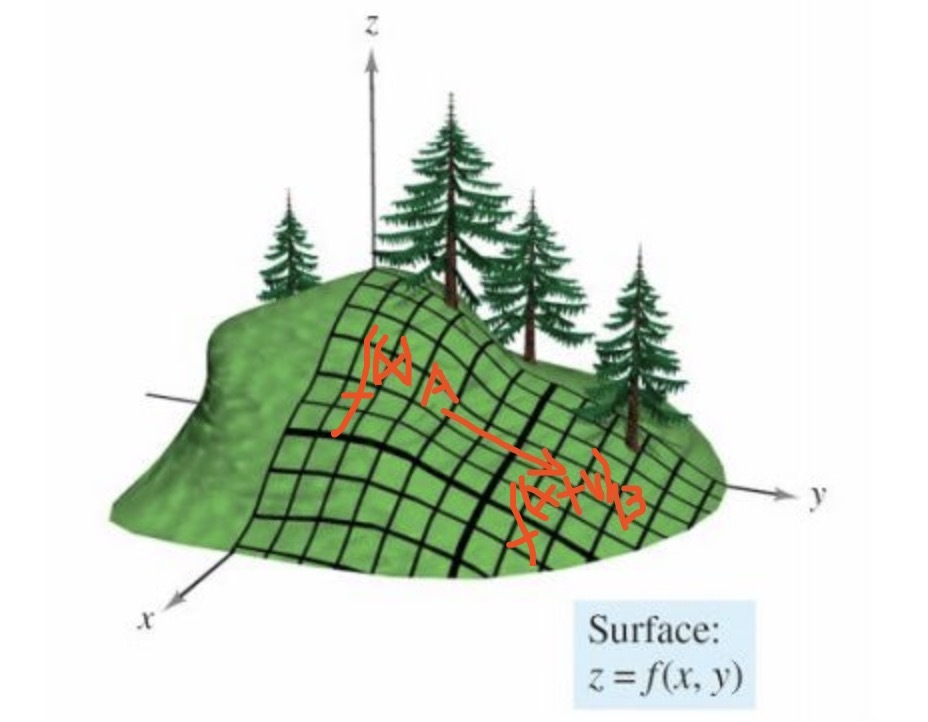 z
f(x) A
f(x+v) B
y
x
Surface:
z = f(x, y)